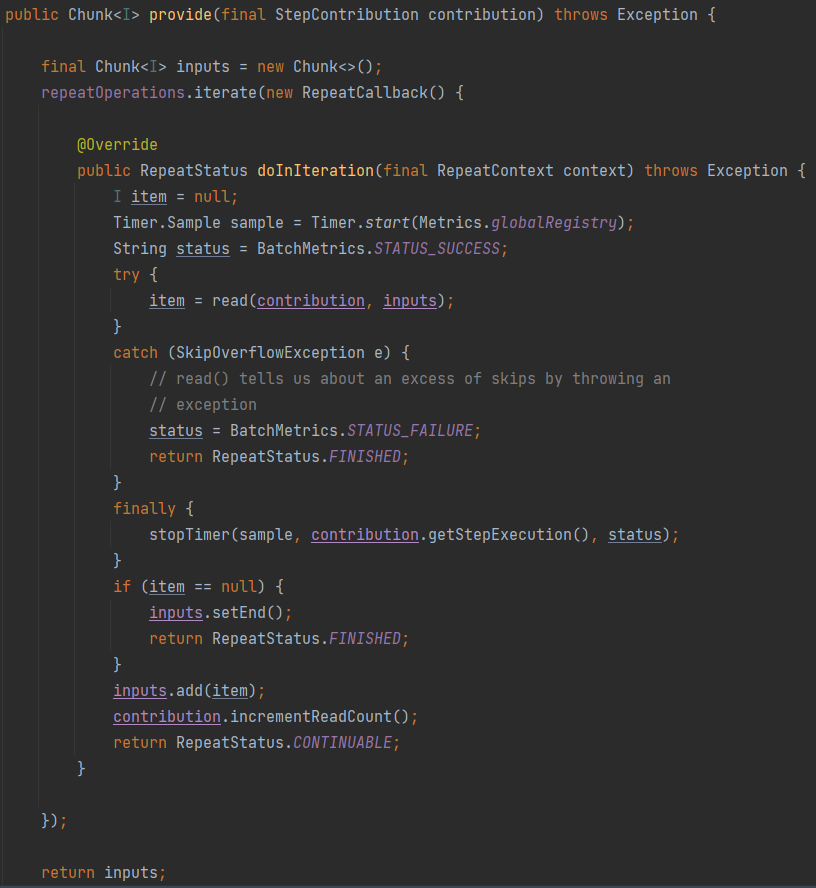 public Chunk<I> provide(final StepContribution contribution) throws Exception {
final Chunk<I> inputs = new Chunk<>();
repeatOperations.iterate(new RepeatCallback() {
@Override
public RepeatStatus doInIteration(final RepeatContext context) throws Exception {
I item = null;
Timer.Sample sample = Timer.start(Metrics.globalRegistry);
String status = BatchMetrics.STATUS_SUCCESS;
try {
item = read(contribution, inputs);
}
catch (SkipOverflowException e) {
// read() tells us about an excess of skips by throwing an
// exception
status = BatchMetrics.STATUS_FAILURE;
return RepeatStatus.FINISHED;
}
finally {
stopTimer(sample, contribution.getStepExecution(), status);
}
if (item == null) {
inputs.setEnd();
return RepeatStatus.FINISHED;
}
inputs.add(item);
contribution.incrementReadCount();
return RepeatStatus.CONTINUABLE;
}
});
return inputs;